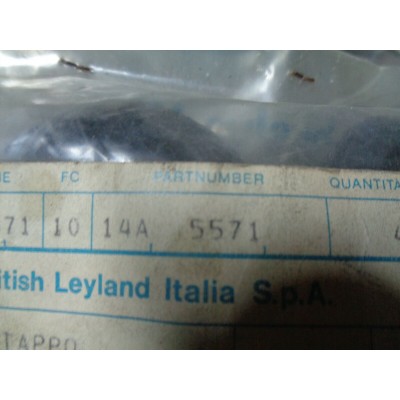 FC PARTNUMBER QUANTITA
71 10 14A 5571
itish Leyland Italia S.p.A.
TAPPO